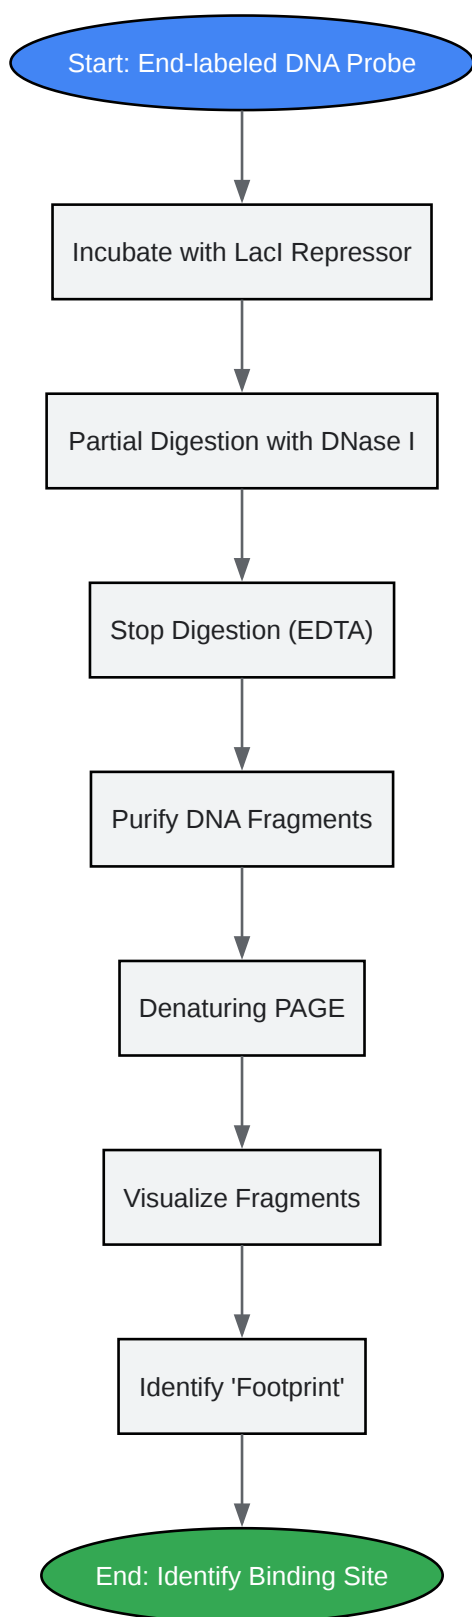 Start: End-labeled DNA Probe
Incubate with LacI Repressor
Partial Digestion with DNase I
Stop Digestion (EDTA)
Purify DNA Fragments
Denaturing PAGE
Visualize Fragments
Identify 'Footprint'
End: Identify Binding Site